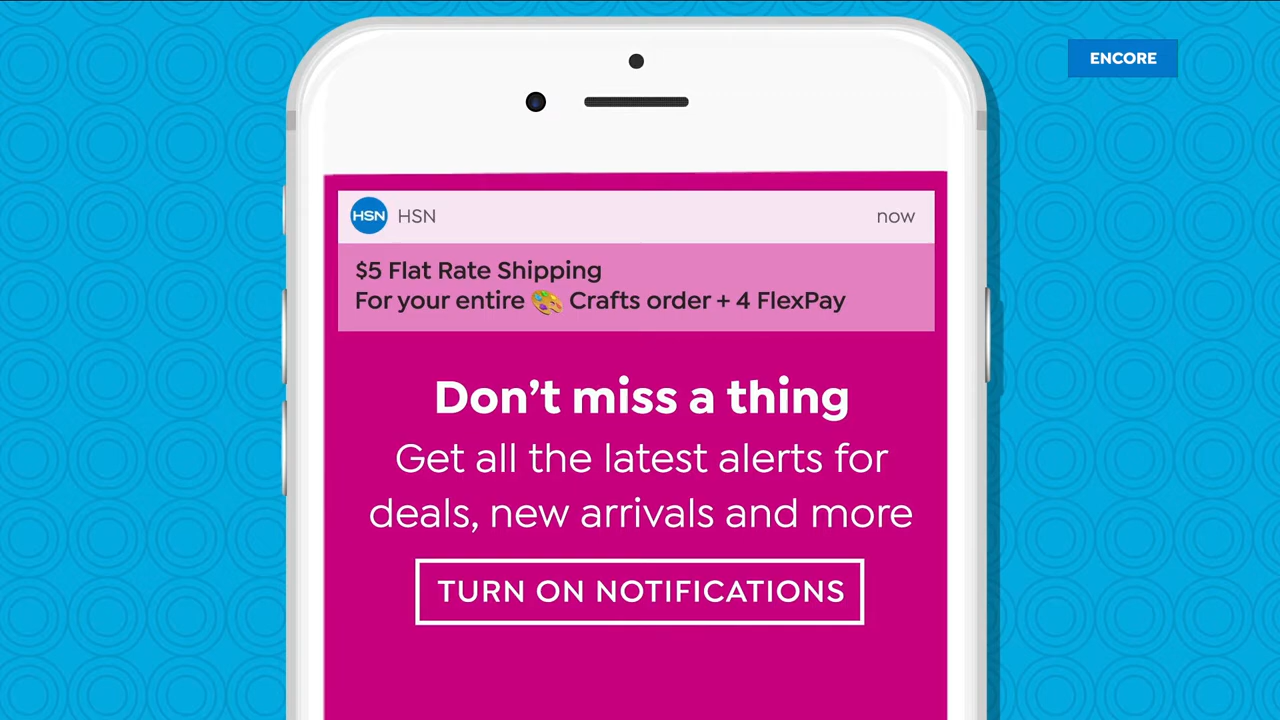 ENCORE
HSN HSN now
$5 Flat Rate Shipping
For your entire 🎨 Crafts order + 4 FlexPay
Don't miss a thing
Get all the latest alerts for
deals, new arrivals and more
TURN ON NOTIFICATIONS